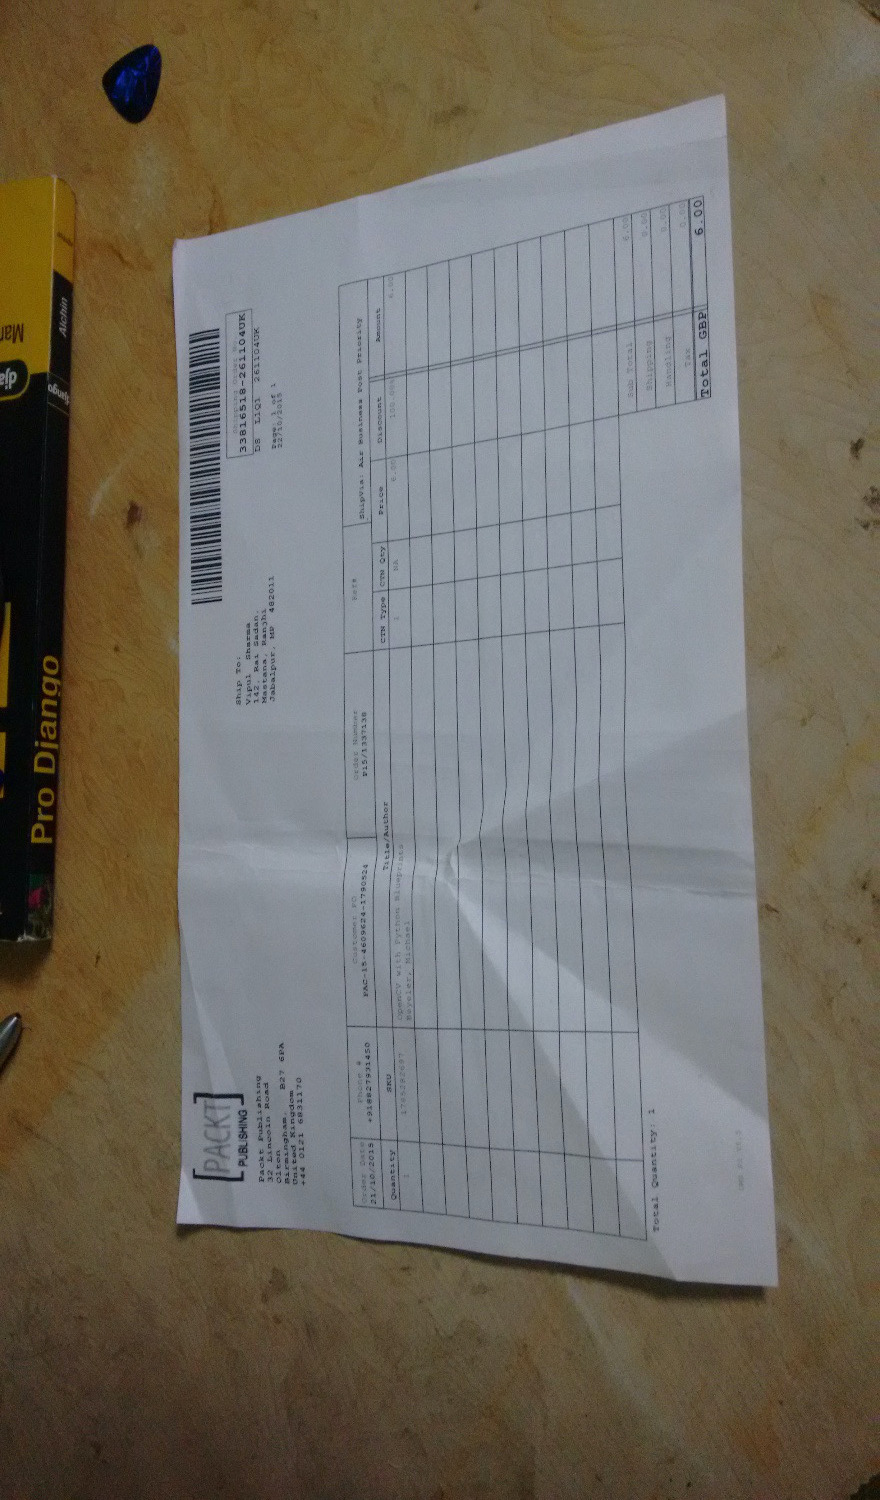 Pro Django
django
Alchin
[PACKT]
PUBLISHING
Packt Publishing
32 Lincoln Road
Olton
Birmingham, B27 6PA
United Kingdom
+44 0121 6831170
Ship To:
Vipul Sharma
142, Rai Sadan,
Mastana, Ranjhi
Jabalpur, MP 482011
Shipping Order No.
33816518-261104UK
DS L1Q1 261104UK
Page: 1 of 1
22/10/2015
Order Date Phone # Customer PO Order Number Ref# ShipVia: Air Business Post Priority
21/10/2015 +918827931450 PAC-15-4609624-1790524 P15/1337138
Quantity SKU Title/Author CTN Type CTN Qty Price Discount Amount
1 1785282697 OpenCV with Python Blueprints NA 6.00 100.00% 6.00
Beyeler, Michael
Total Quantity: 1
Sub Total 6.00
Shipping 0.00
Handling 0.00
Tax 0.00
Total GBP 6.00